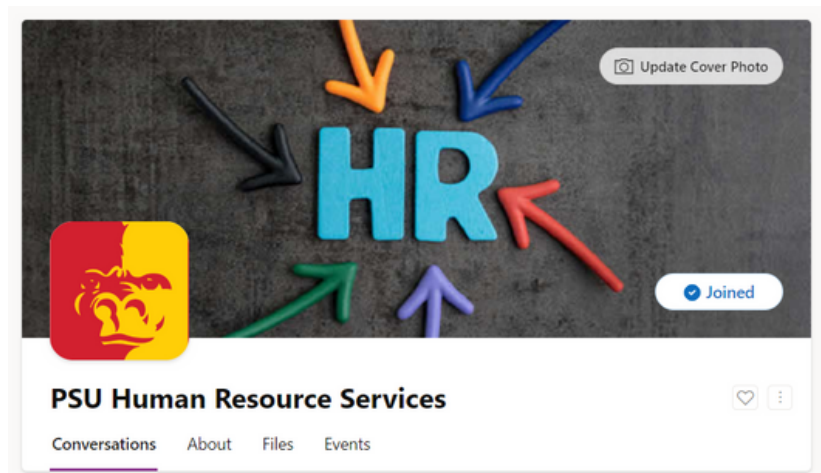 Update Cover Photo
HR
Joined
PSU Human Resource Services
Conversations About Files Events